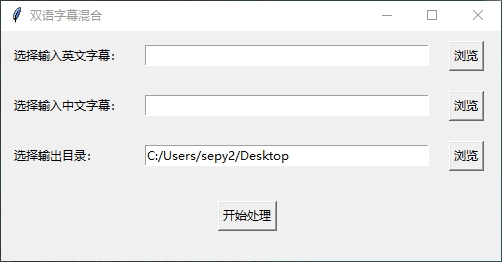 双语字幕混合
选择输入英文字幕： 浏览
选择输入中文字幕： 浏览
选择输出目录： C:/Users/sepy2/Desktop 浏览
开始处理